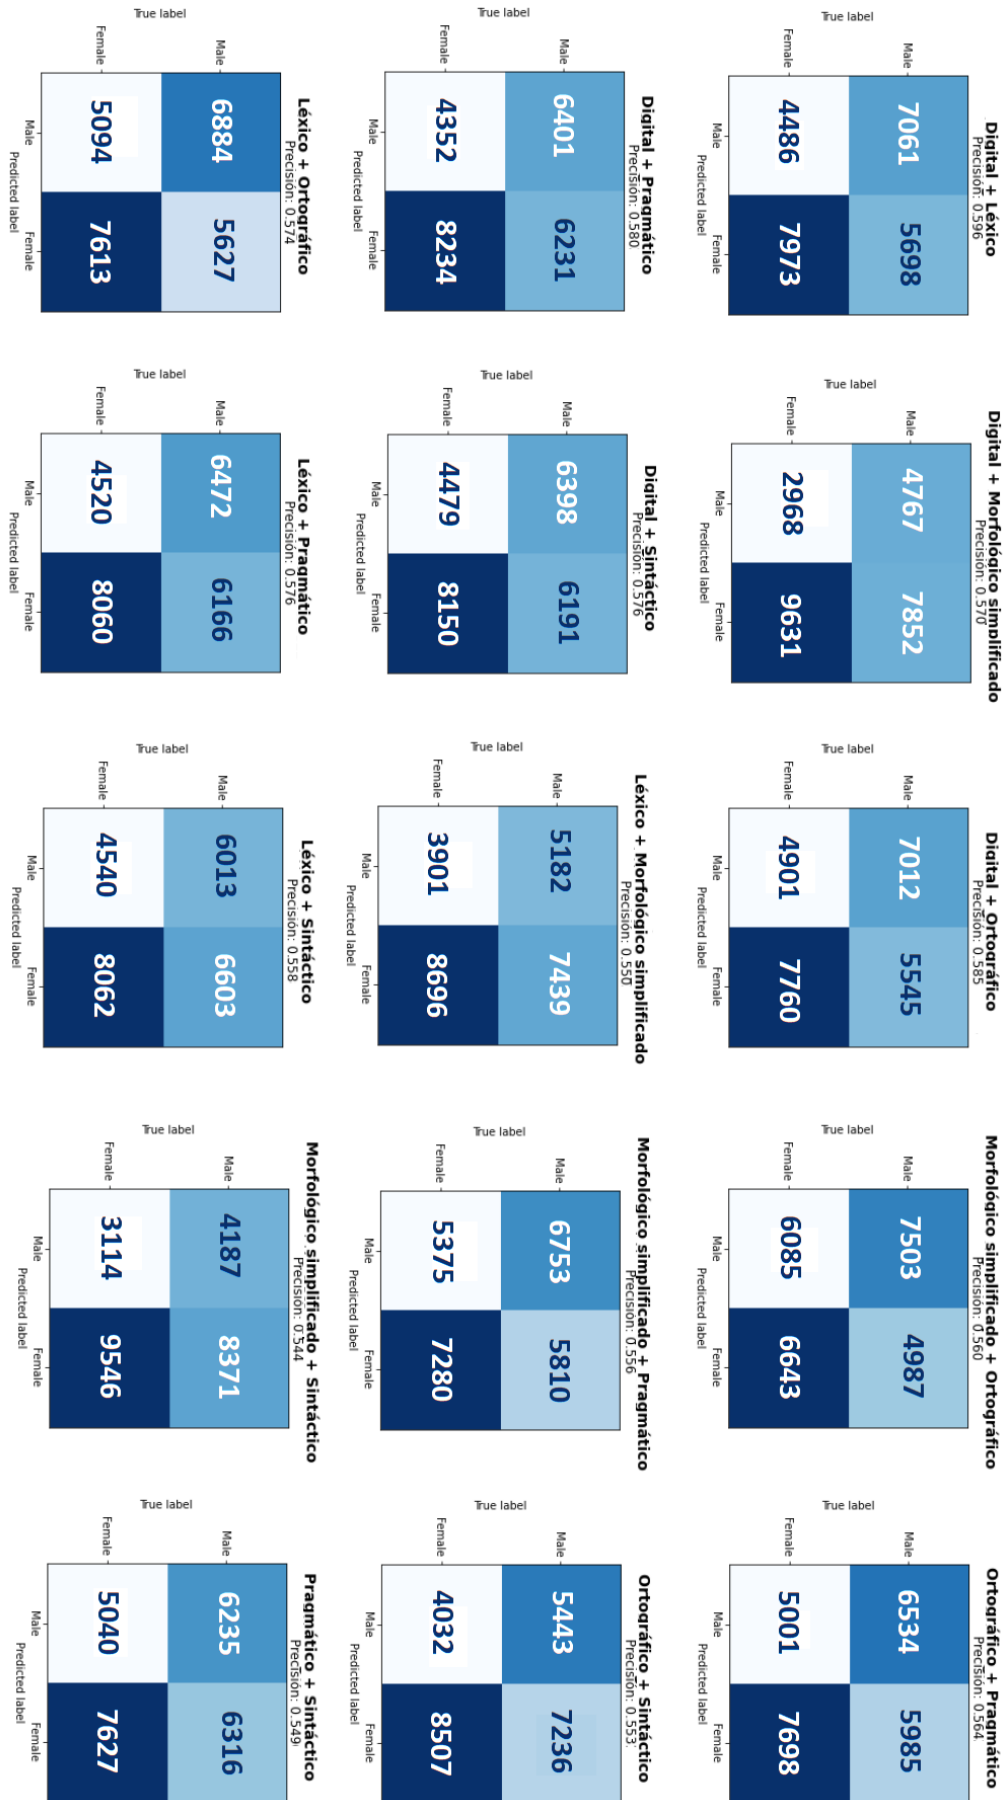 Digital + Léxico
Precisión: 0.596
True label
Male 7061 5698
Female 4486 7973
Male Female
Predicted label
Digital + Morfológico simplificado
Precisión: 0.570
True label
Male 4767 7852
Female 2968 9631
Male Female
Predicted label
Digital + Ortográfico
Precisión: 0.585
True label
Male 7012 5545
Female 4901 7760
Male Female
Predicted label
Morfológico simplificado + Ortográfico
Precisión: 0.560
True label
Male 7503 4987
Female 6085 6643
Male Female
Predicted label
Ortográfico + Pragmático
Precisión: 0.564
True label
Male 6534 5985
Female 5001 7698
Male Female
Predicted label
Digital + Pragmático
Precisión: 0.580
True label
Male 6401 6231
Female 4352 8234
Male Female
Predicted label
Digital + Sintáctico
Precisión: 0.576
True label
Male 6398 6191
Female 4479 8150
Male Female
Predicted label
Léxico + Morfológico simplificado
Precisión: 0.550
True label
Male 5182 7439
Female 3901 8696
Male Female
Predicted label
Morfológico simplificado + Pragmático
Precisión: 0.556
True label
Male 6753 5810
Female 5375 7280
Male Female
Predicted label
Ortográfico + Sintáctico
Precisión: 0.553
True label
Male 5443 7236
Female 4032 8507
Male Female
Predicted label
Léxico + Ortográfico
Precisión: 0.574
True label
Male 6884 5627
Female 5094 7613
Male Female
Predicted label
Léxico + Pragmático
Precisión: 0.576
True label
Male 6472 6166
Female 4520 8060
Male Female
Predicted label
Léxico + Sintáctico
Precisión: 0.558
True label
Male 6013 6603
Female 4540 8062
Male Female
Predicted label
Morfológico simplificado + Sintáctico
Precisión: 0.544
True label
Male 4187 8371
Female 3114 9546
Male Female
Predicted label
Pragmático + Sintáctico
Precisión: 0.549
True label
Male 6235 6316
Female 5040 7627
Male Female
Predicted label